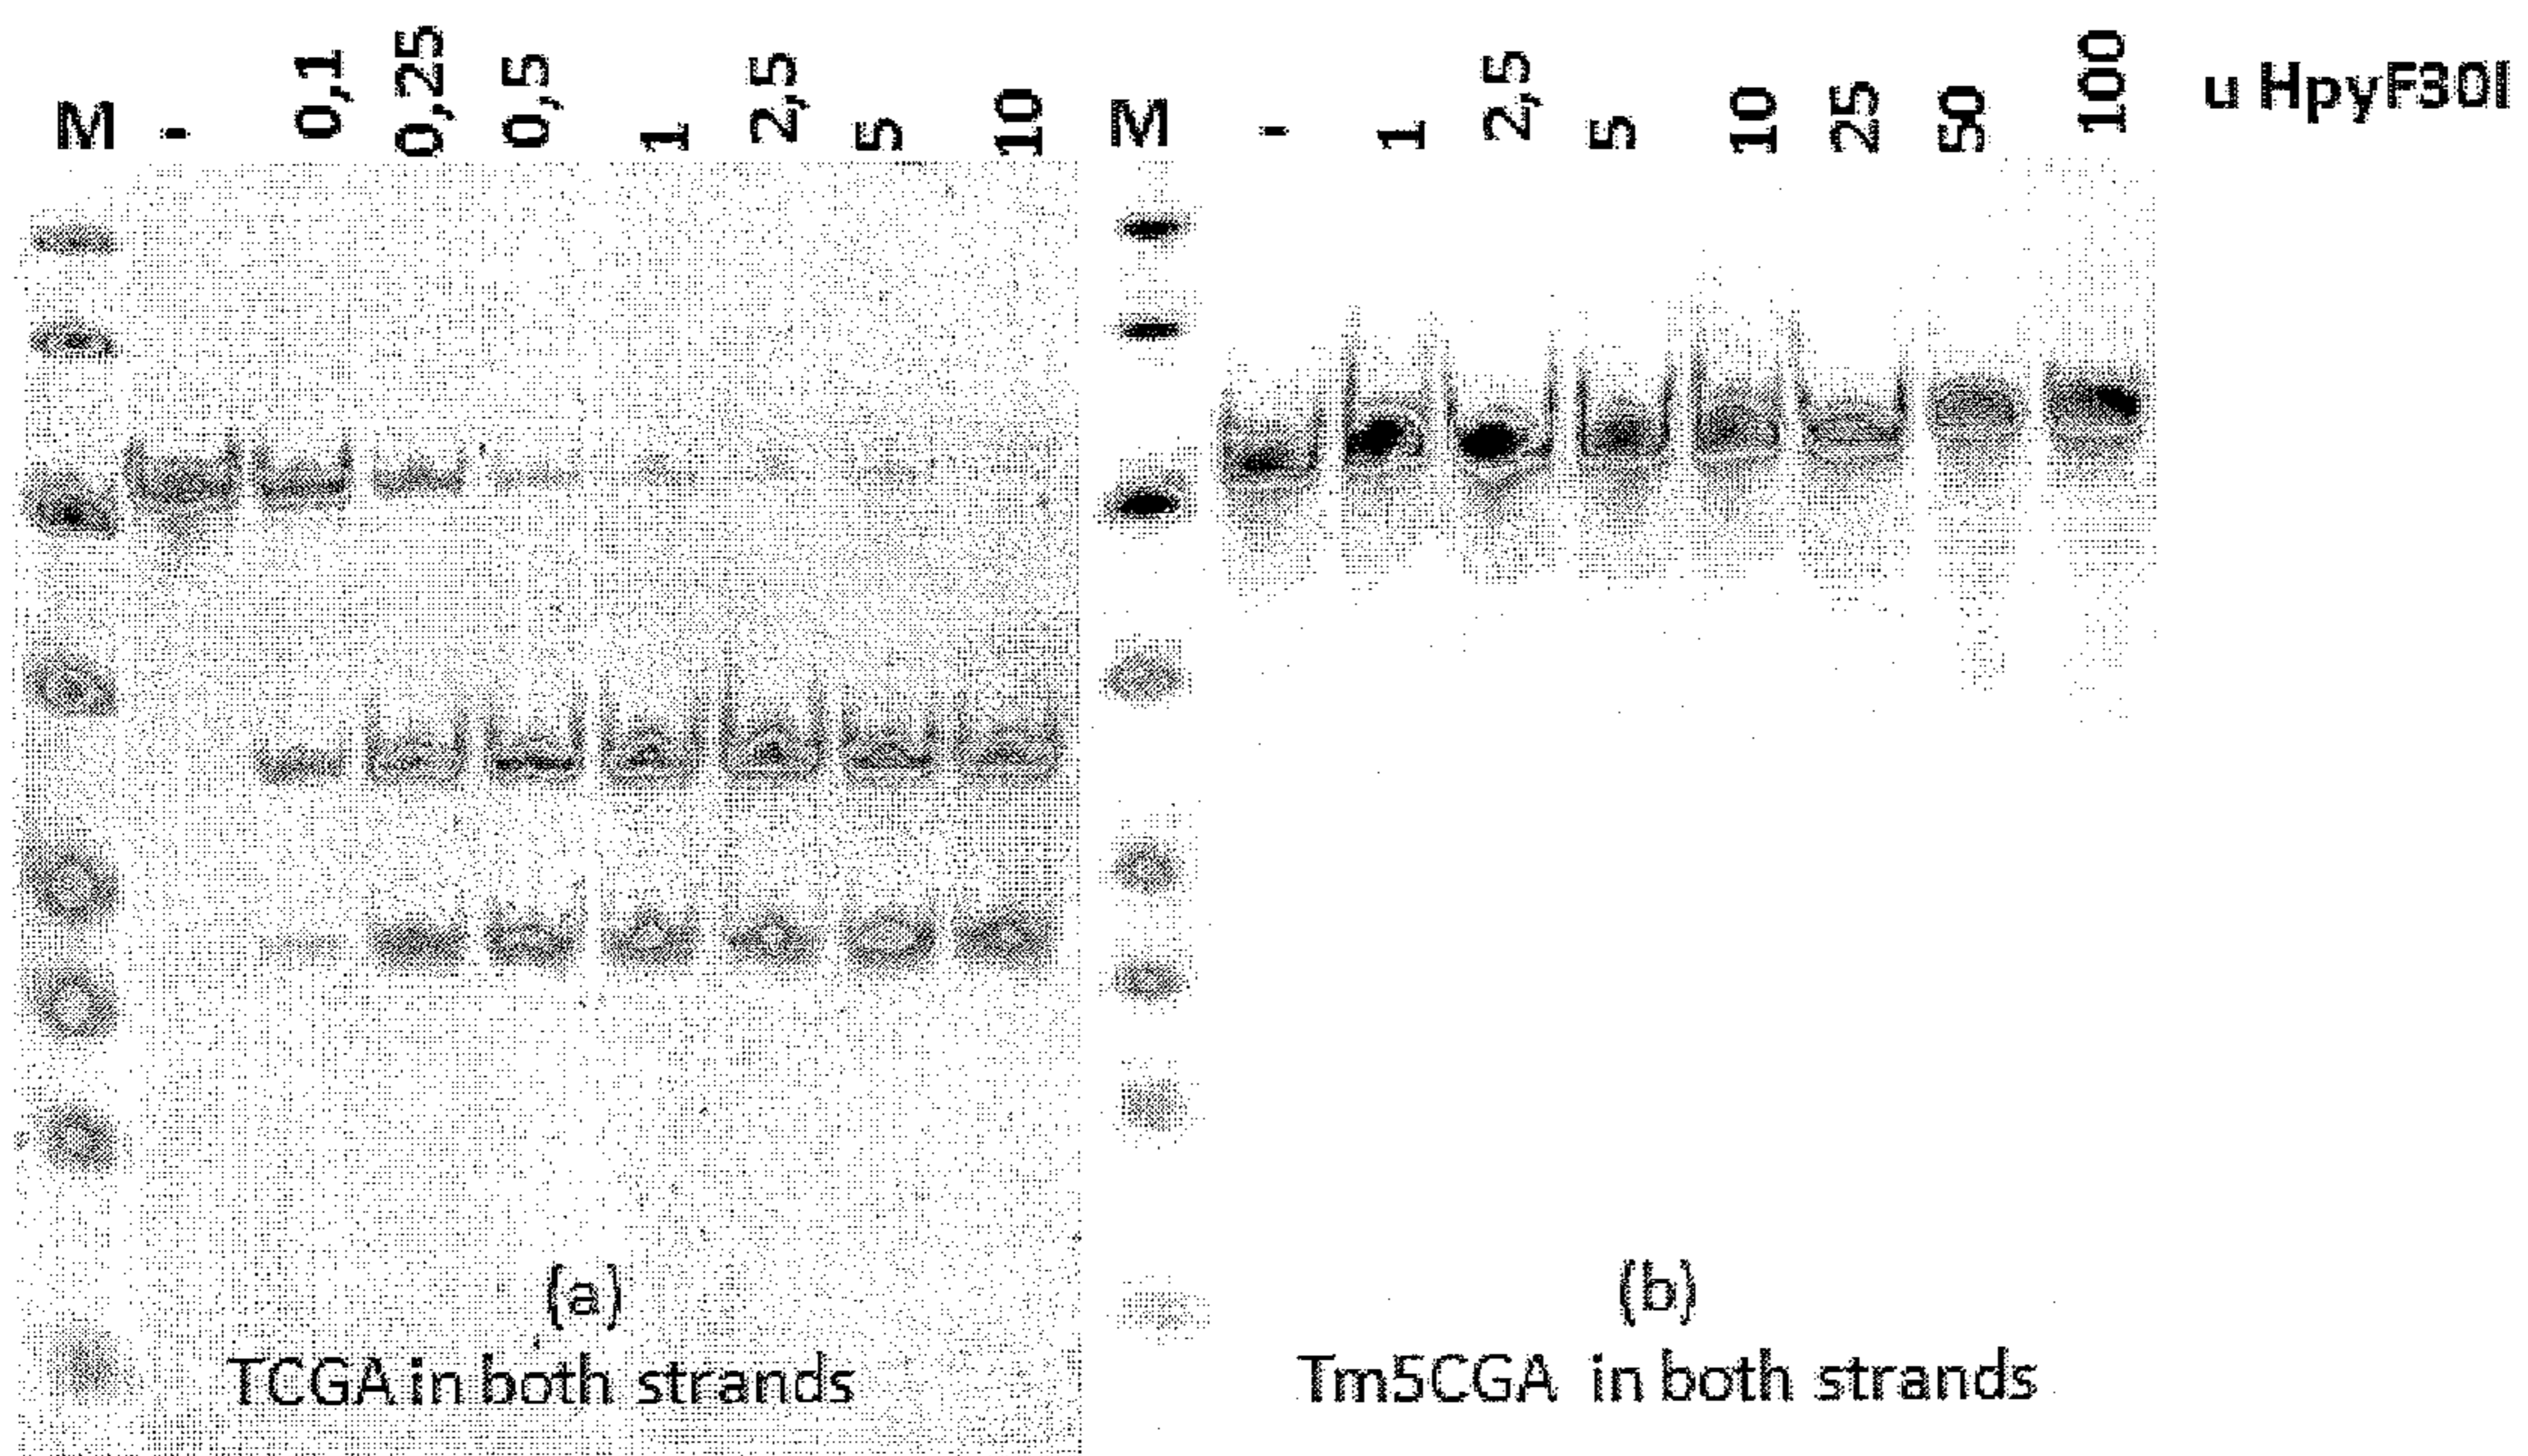 M - 0,1 0,25 0,5 1 2,5 5 10 M - 1 2,5 5 10 25 50 100 u HpyF30I
(a)
TCGA in both strands
(b)
Tm5CGA in both strands